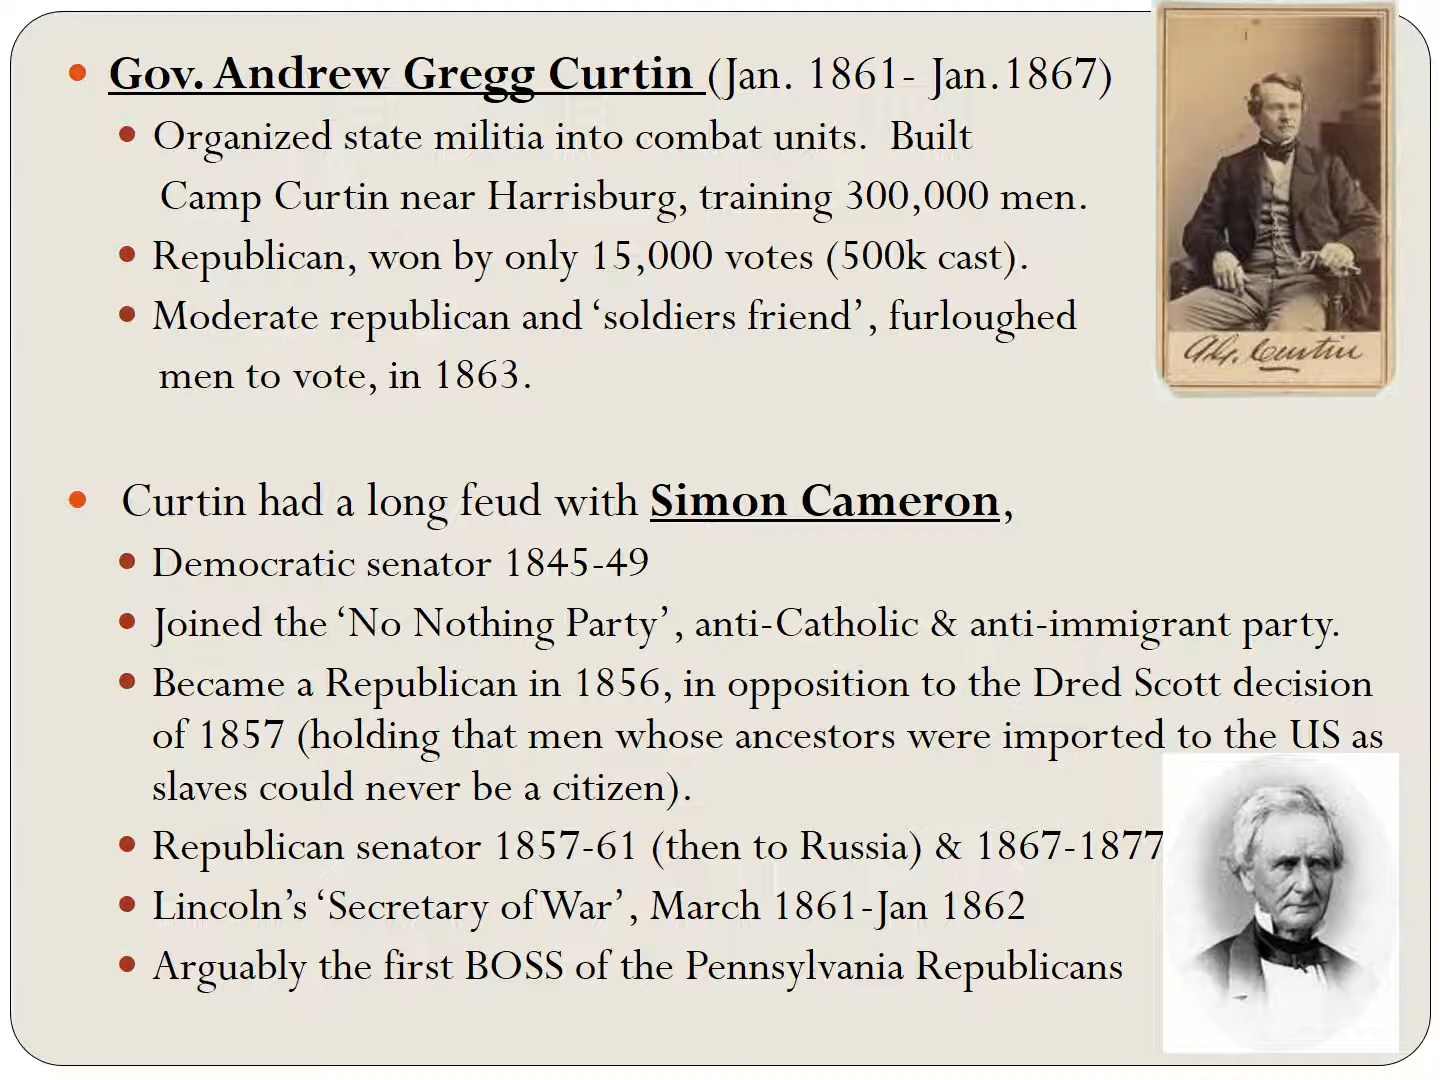 Gov. Andrew Gregg Curtin (Jan. 1861- Jan.1867)
Organized state militia into combat units.  Built
Camp Curtin near Harrisburg, training 300,000 men.
Republican, won by only 15,000 votes (500k cast).
Moderate republican and ‘soldiers friend’, furloughed
men to vote, in 1863.
A.G. Curtin
Curtin had a long feud with Simon Cameron,
Democratic senator 1845-49
Joined the ‘No Nothing Party’, anti-Catholic & anti-immigrant party.
Became a Republican in 1856, in opposition to the Dred Scott decision
of 1857 (holding that men whose ancestors were imported to the US as
slaves could never be a citizen).
Republican senator 1857-61 (then to Russia) & 1867-1877
Lincoln’s ‘Secretary of War’, March 1861-Jan 1862
Arguably the first BOSS of the Pennsylvania Republicans